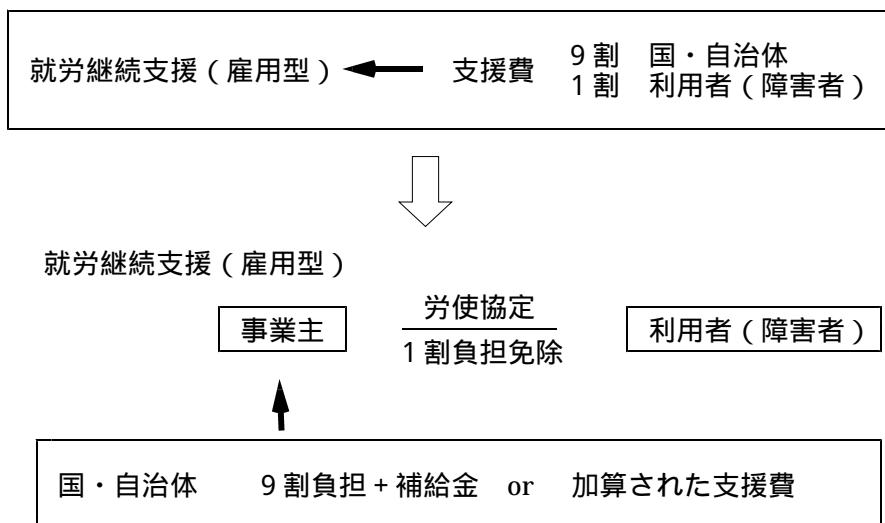 就労継続支援（雇用型） 支援費 9割 国・自治体
1割 利用者（障害者）
就労継続支援（雇用型）
事業主 労使協定 利用者（障害者）
1割負担免除
国・自治体 9割負担+補給金 or 加算された支援費